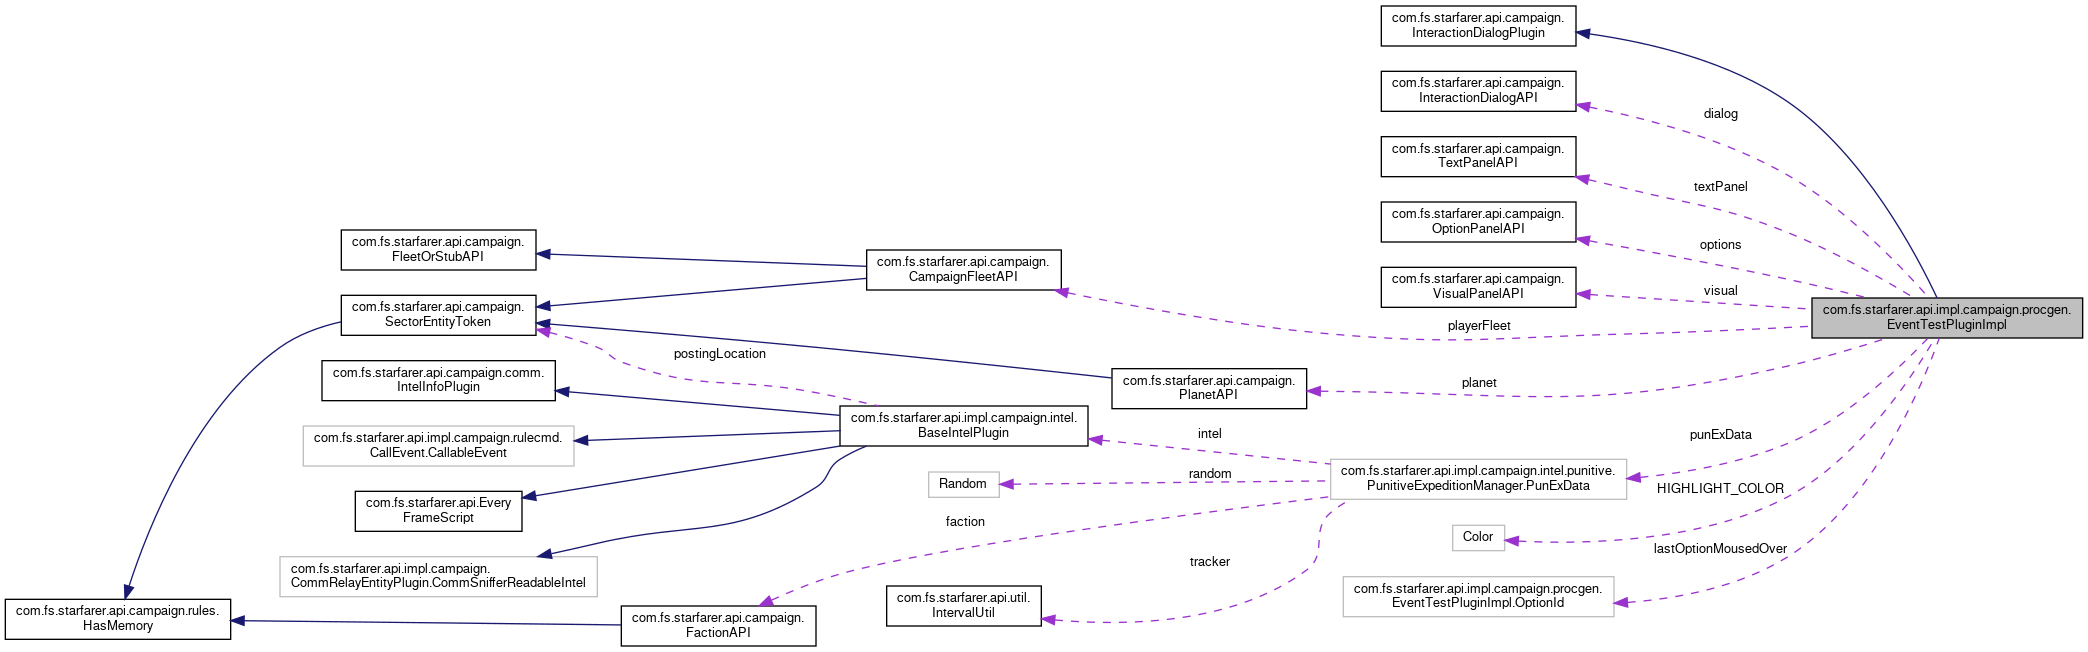 com.fs.starfarer.api.campaign.
InteractionDialogPlugin
com.fs.starfarer.api.campaign.
InteractionDialogAPI
dialog
com.fs.starfarer.api.campaign.
TextPanelAPI
textPanel
com.fs.starfarer.api.campaign.
OptionPanelAPI
options
com.fs.starfarer.api.campaign.
VisualPanelAPI
visual
com.fs.starfarer.api.impl.campaign.procgen.
EventTestPluginImpl
com.fs.starfarer.api.campaign.
FleetOrStubAPI
com.fs.starfarer.api.campaign.
CampaignFleetAPI
playerFleet
com.fs.starfarer.api.campaign.
SectorEntityToken
postingLocation
com.fs.starfarer.api.campaign.
PlanetAPI
planet
com.fs.starfarer.api.campaign.comm.
IntelInfoPlugin
com.fs.starfarer.api.impl.campaign.intel.
BaseIntelPlugin
intel
punExData
com.fs.starfarer.api.impl.campaign.rulecmd.
CallEvent.CallableEvent
com.fs.starfarer.api.impl.campaign.intel.punitive.
PunitiveExpeditionManager.PunExData
Random
random
HIGHLIGHT_COLOR
com.fs.starfarer.api.Every
FrameScript
faction
Color
lastOptionMousedOver
com.fs.starfarer.api.impl.campaign.
CommRelayEntityPlugin.CommSnifferReadableIntel
tracker
com.fs.starfarer.api.impl.campaign.procgen.
EventTestPluginImpl.OptionId
com.fs.starfarer.api.util.
IntervalUtil
com.fs.starfarer.api.campaign.rules.
HasMemory
com.fs.starfarer.api.campaign.
FactionAPI